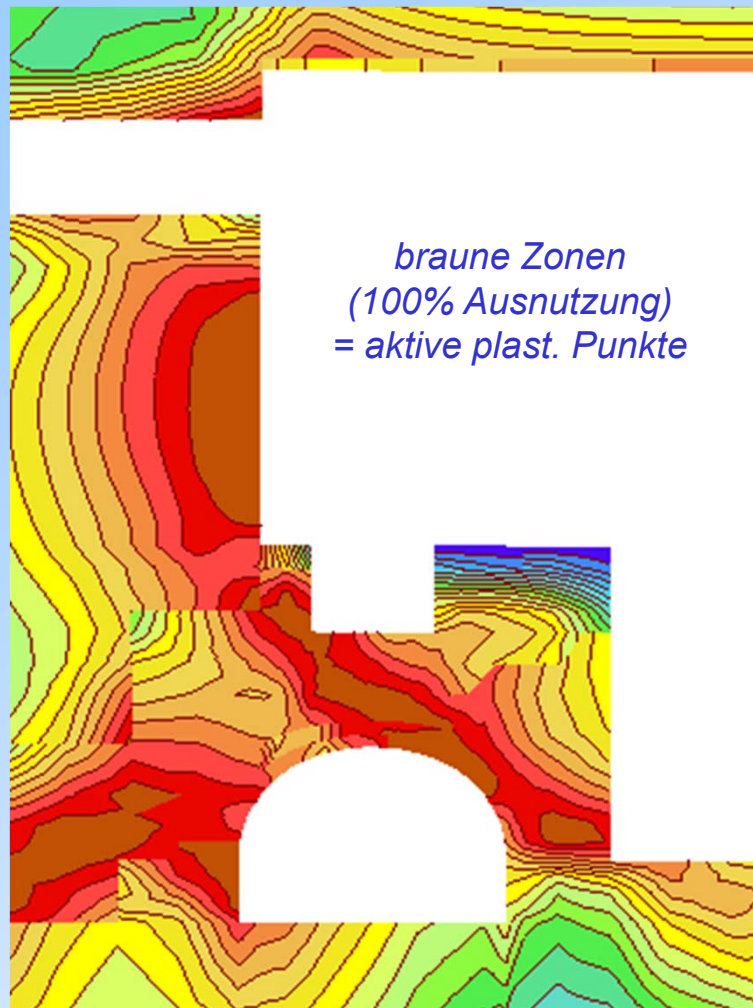 braune Zonen
(100% Ausnutzung)
= aktive plast. Punkte